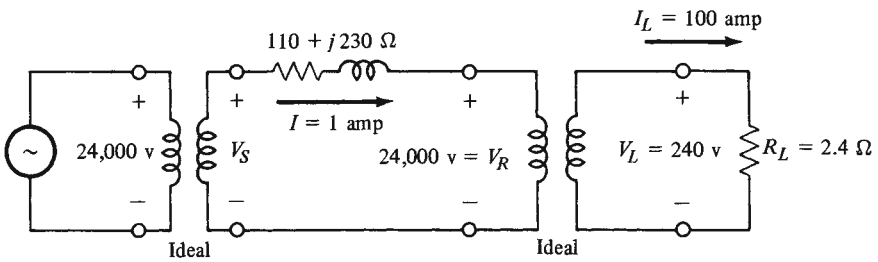 I_L = 100 amp
110 + j230 Ω
+
+
+
+
I = 1 amp
~
24,000 v
V_S
24,000 v = V_R
V_L = 240 v
R_L = 2.4 Ω
–
–
–
–
Ideal
Ideal